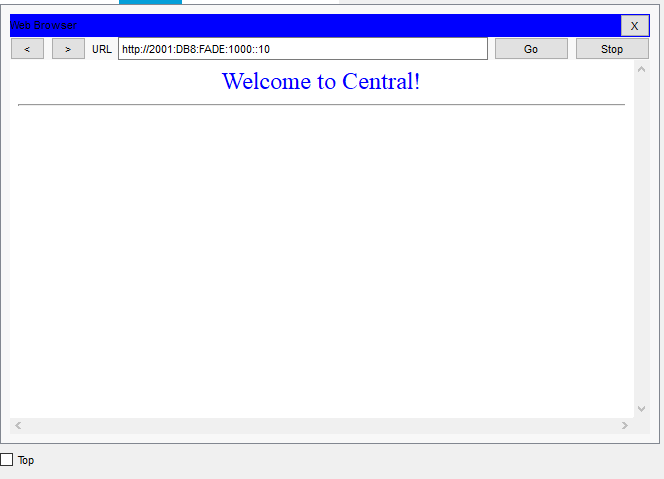 Web Browser
X
< > URL http://2001:DB8:FADE:1000::10 Go Stop
Welcome to Central!
Top